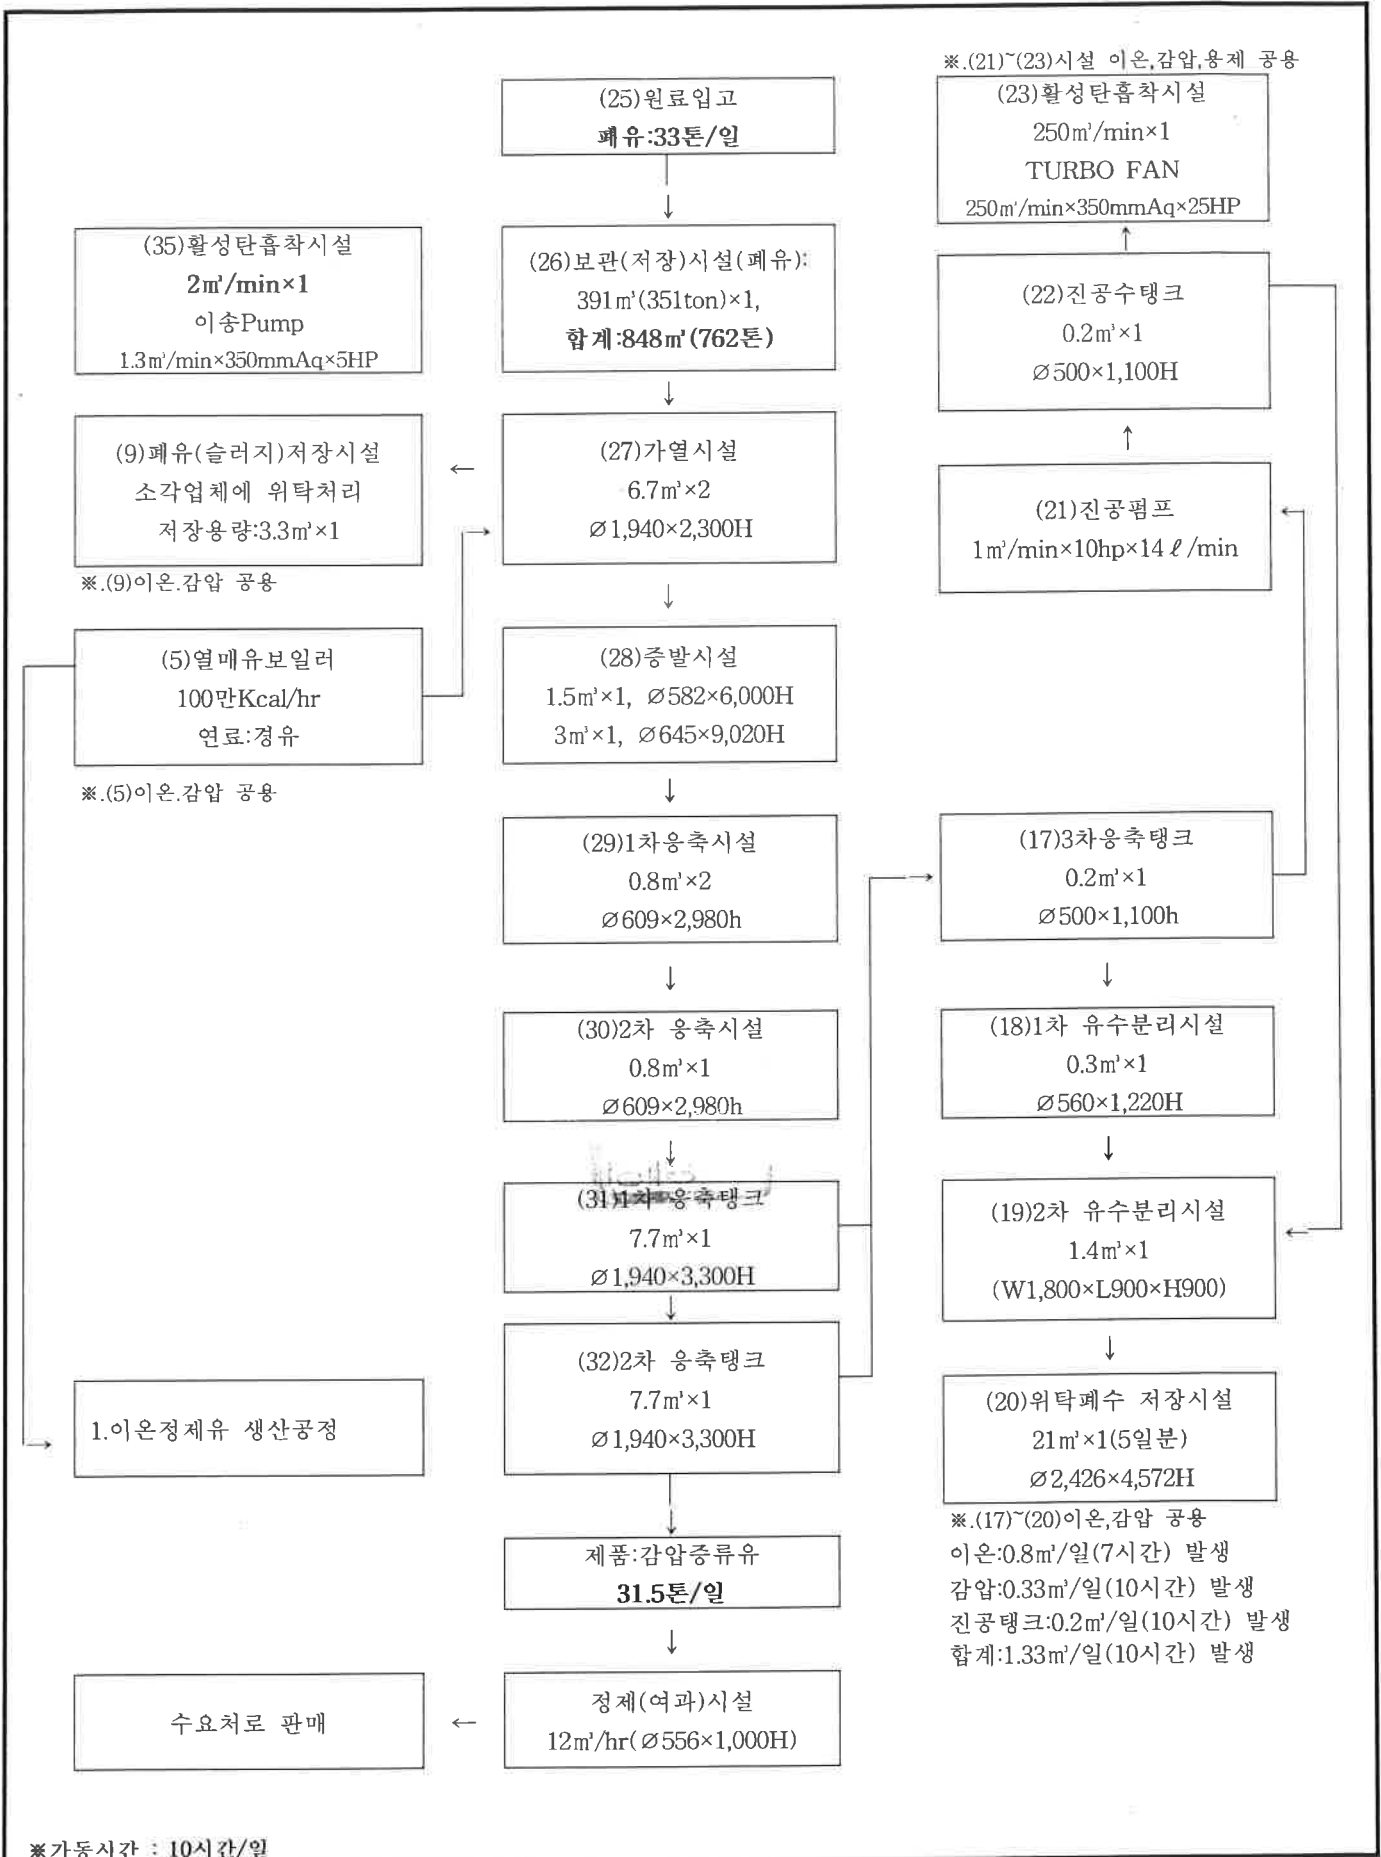 ※.(21)~(23)시설 이온,감압,용제 공용
(25)원료입고
폐유:33톤/일
(23)활성탄흡착시설
250㎥/min×1
TURBO FAN
250㎥/min×350mmAq×25HP
(35)활성탄흡착시설
2㎥/min×1
이송Pump
1.3㎥/min×350mmAq×5HP
(26)보관(저장)시설(폐유):
391㎥(351ton)×1,
합계:848㎥(762톤)
(22)진공수탱크
0.2㎥×1
∅500×1,100H
(9)폐유(슬러지)저장시설
소각업체에 위탁처리
저장용량:3.3㎥×1
※.(9)이온.감압 공용
(27)가열시설
6.7㎥×2
∅1,940×2,300H
(21)진공펌프
1㎥/min×10hp×14ℓ/min
(5)열매유보일러
100만Kcal/hr
연료:경유
※.(5)이온.감압 공용
(28)증발시설
1.5㎥×1, ∅582×6,000H
3㎥×1, ∅645×9,020H
(29)1차응축시설
0.8㎥×2
∅609×2,980h
(17)3차응축탱크
0.2㎥×1
∅500×1,100h
(30)2차 응축시설
0.8㎥×1
∅609×2,980h
(18)1차 유수분리시설
0.3㎥×1
∅560×1,220H
(31)1차 응축탱크
7.7㎥×1
∅1,940×3,300H
(19)2차 유수분리시설
1.4㎥×1
(W1,800×L900×H900)
(32)2차 응축탱크
7.7㎥×1
∅1,940×3,300H
1.이온정제유 생산공정
(20)위탁폐수 저장시설
21㎥×1(5일분)
∅2,426×4,572H
※.(17)~(20)이온,감압 공용
이온:0.8㎥/일(7시간) 발생
감압:0.33㎥/일(10시간) 발생
진공탱크:0.2㎥/일(10시간) 발생
합계:1.33㎥/일(10시간) 발생
제품:감압증류유
31.5톤/일
정제(여과)시설
12㎥/hr(∅556×1,000H)
수요처로 판매
※가동시간 : 10시간/일